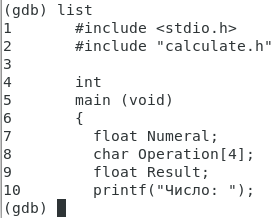 (gdb) list
1       #include <stdio.h>
2       #include "calculate.h"
3
4       int
5       main (void)
6       {
7         float Numeral;
8         char Operation[4];
9         float Result;
10        printf("Число: ");
(gdb)